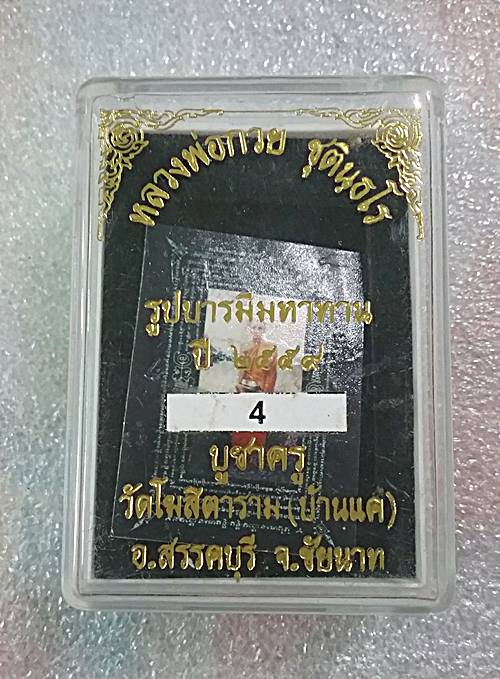 หลวงพ่อกวย ชุตินฺธโร
รูปบารมีมหาทาน
ปี ๒๕๕๙
4
บูชาครู
วัดโฆสิตาราม (บ้านแค)
อ.สรรคบุรี จ.ชัยนาท